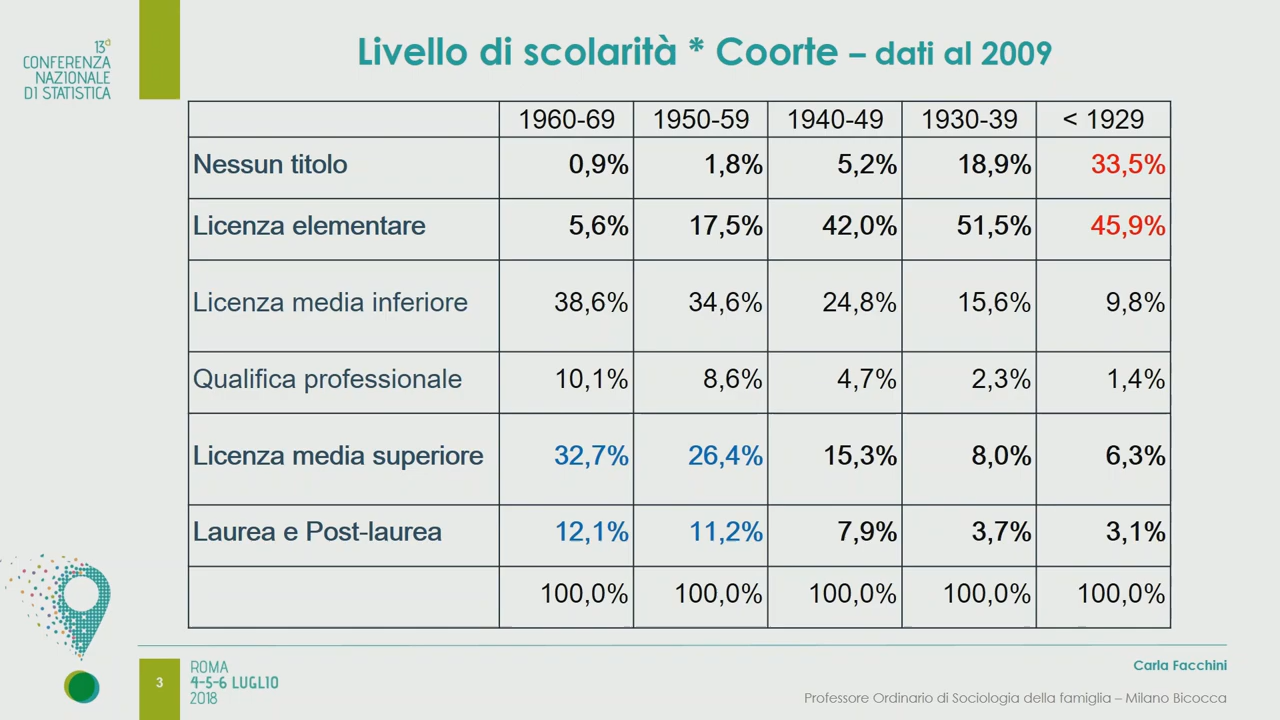 13ª
CONFERENZA
NAZIONALE
DI STATISTICA
Livello di scolarità * Coorte – dati al 2009
1960-69 1950-59 1940-49 1930-39 < 1929
Nessun titolo 0,9% 1,8% 5,2% 18,9% 33,5%
Licenza elementare 5,6% 17,5% 42,0% 51,5% 45,9%
Licenza media inferiore 38,6% 34,6% 24,8% 15,6% 9,8%
Qualifica professionale 10,1% 8,6% 4,7% 2,3% 1,4%
Licenza media superiore 32,7% 26,4% 15,3% 8,0% 6,3%
Laurea e Post-laurea 12,1% 11,2% 7,9% 3,7% 3,1%
100,0% 100,0% 100,0% 100,0% 100,0%
3
ROMA
4-5-6 LUGLIO
2018
Carla Facchini
Professore Ordinario di Sociologia della famiglia – Milano Bicocca